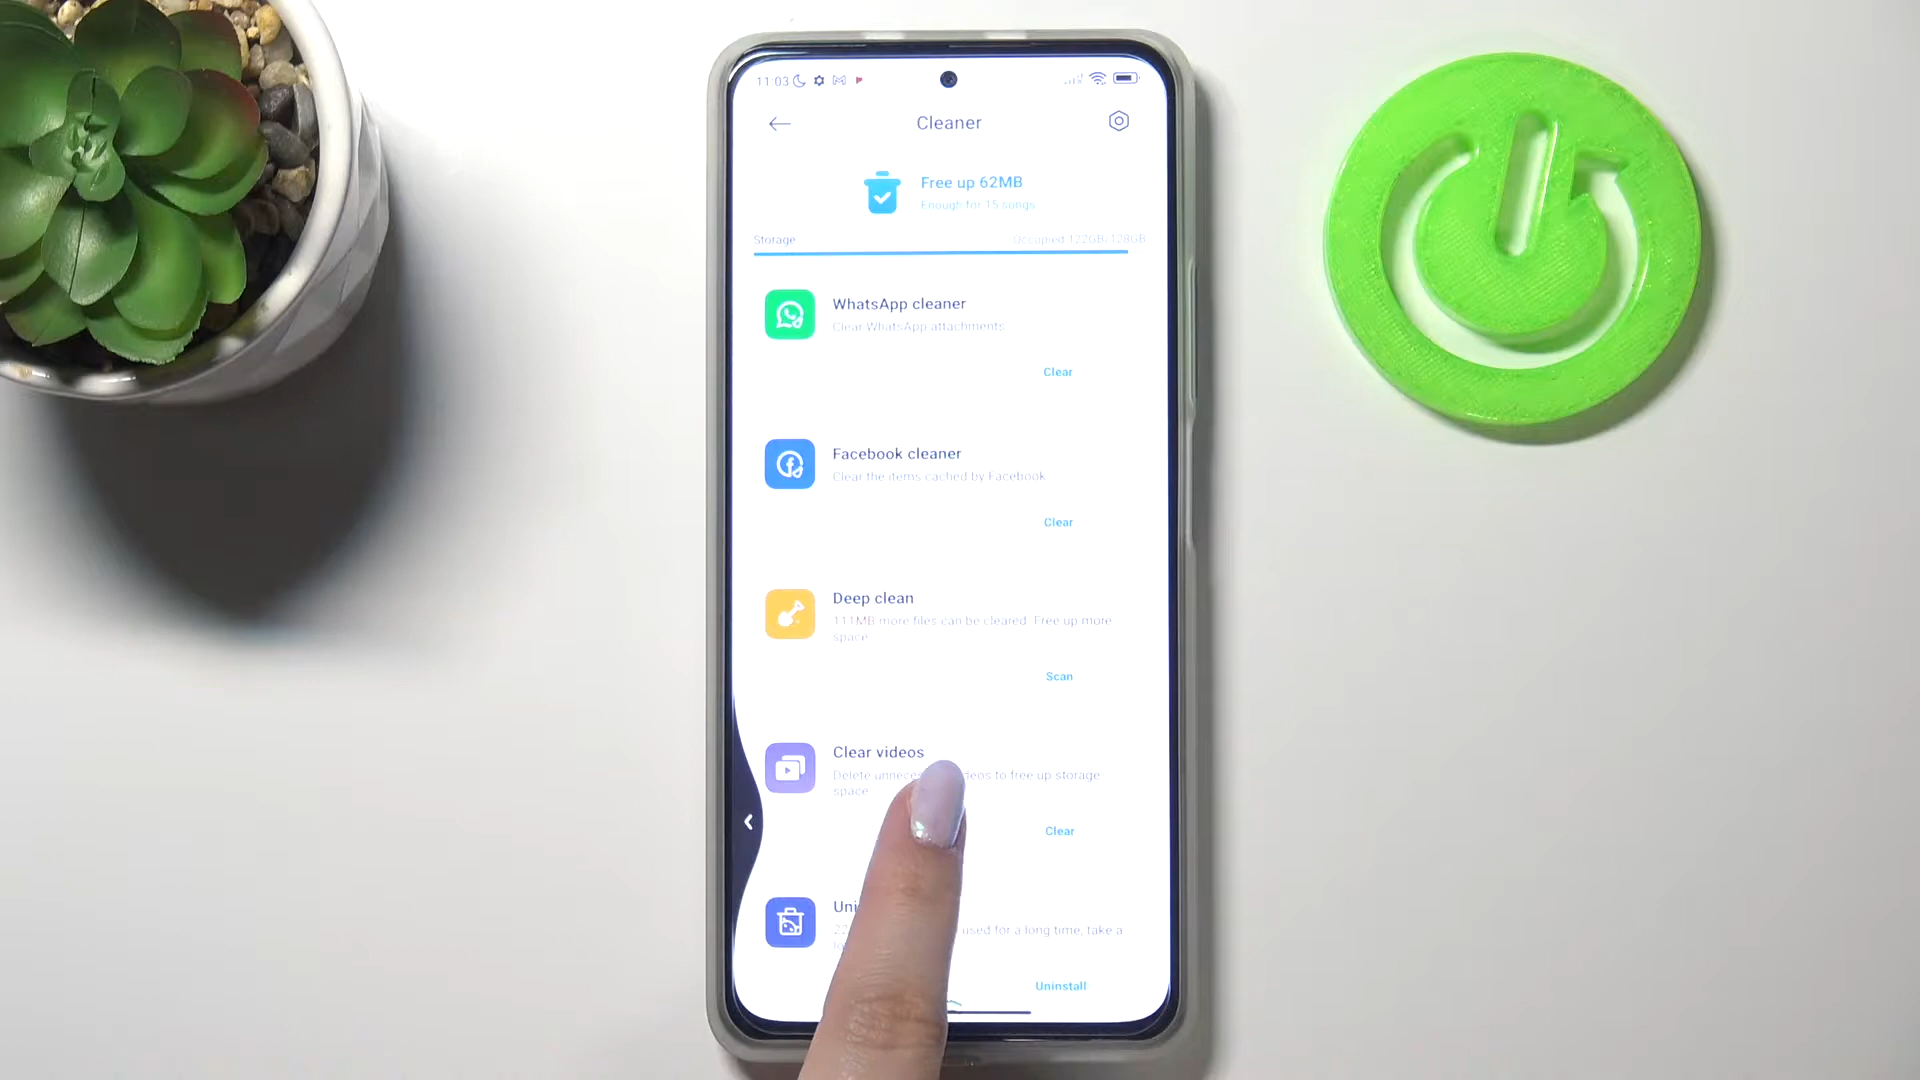 11:03
Cleaner
Free up 62MB
Enough for 15 songs
Storage
Occupied 122GB/128GB
WhatsApp cleaner
Clear WhatsApp attachments
Clear
Facebook cleaner
Clear the items cached by Facebook
Clear
Deep clean
111MB more files can be cleared. Free up more
space
Scan
Clear videos
Delete to free up storage
space
Clear
used for a long time, take a
Uninstall